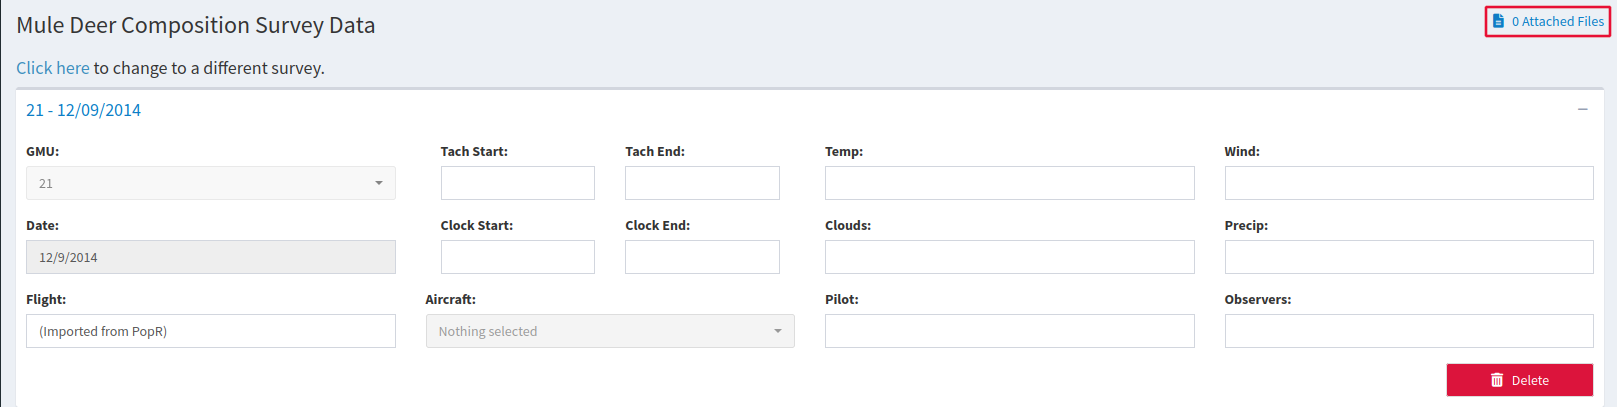 Mule Deer Composition Survey Data
0 Attached Files
Click here to change to a different survey.
21 - 12/09/2014
GMU:
Tach Start:
Tach End:
Temp:
Wind:
21
Date:
Clock Start:
Clock End:
Clouds:
Precip:
12/9/2014
Flight:
Aircraft:
Pilot:
Observers:
(Imported from PopR)
Nothing selected
Delete